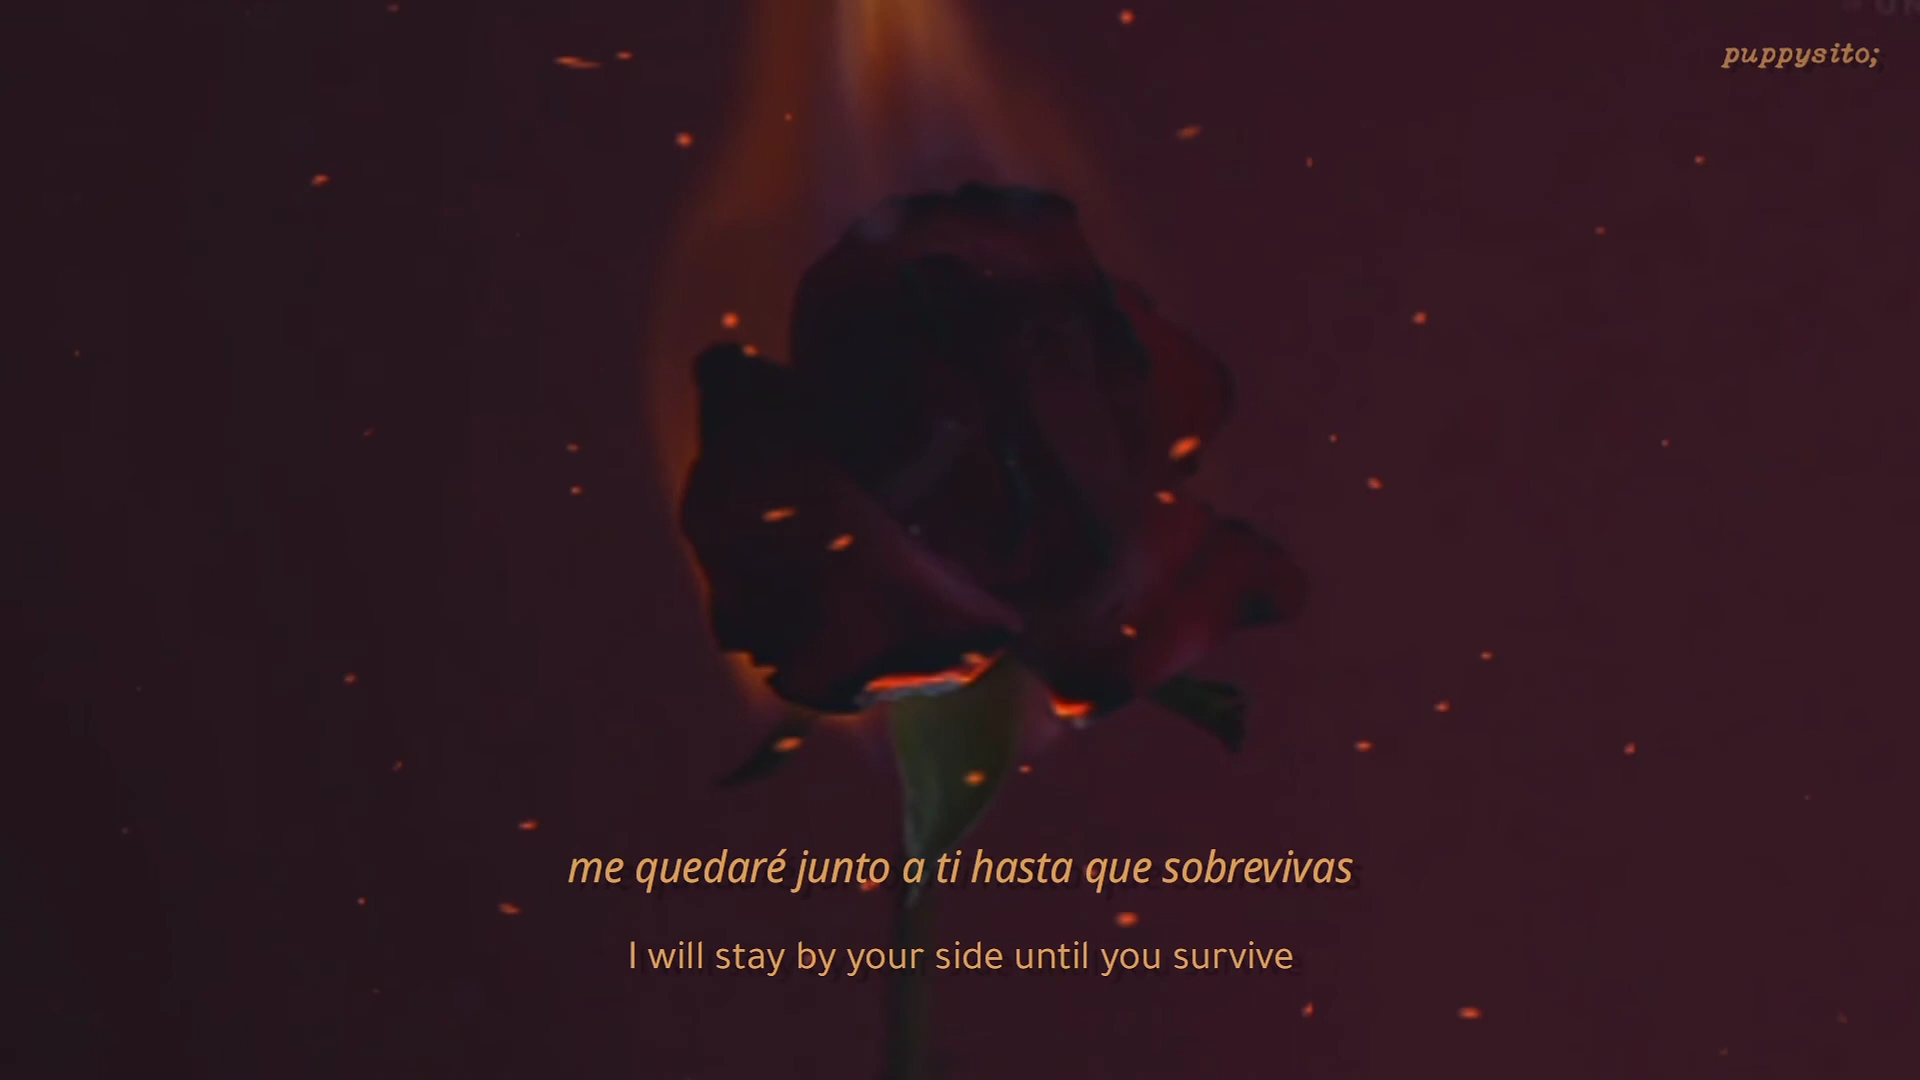 puppysito;
me quedaré junto a ti hasta que sobrevivas
I will stay by your side until you survive